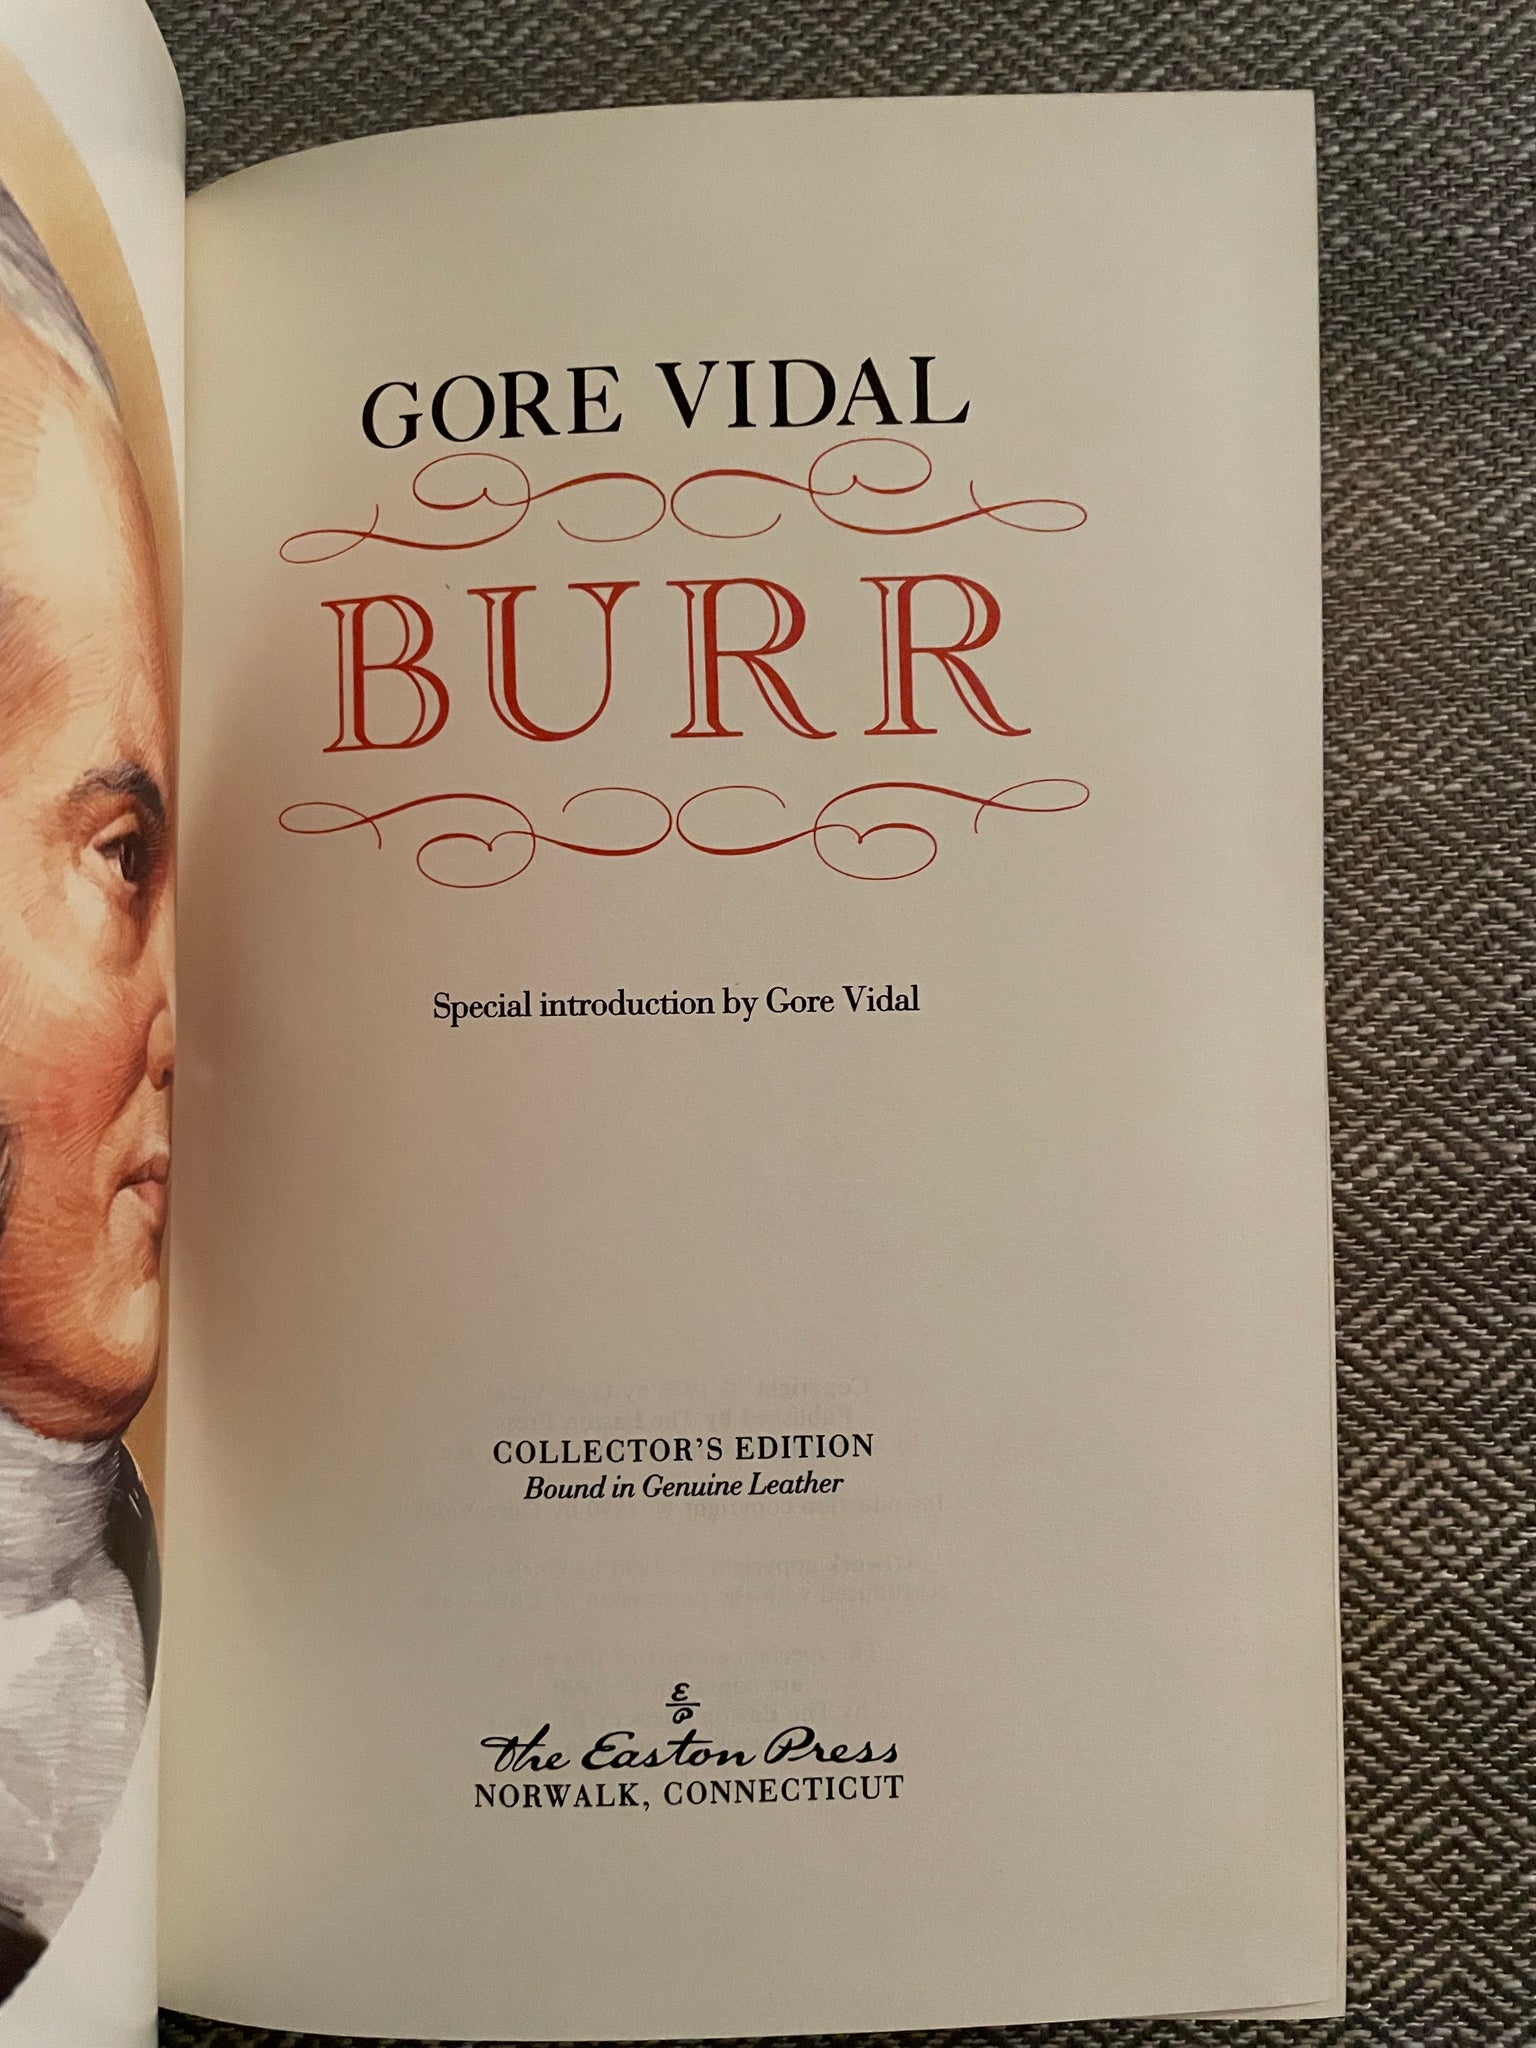 GORE VIDAL
BURR
Special introduction by Gore Vidal
COLLECTOR'S EDITION
Bound in Genuine Leather
The Easton Press
NORWALK, CONNECTICUT